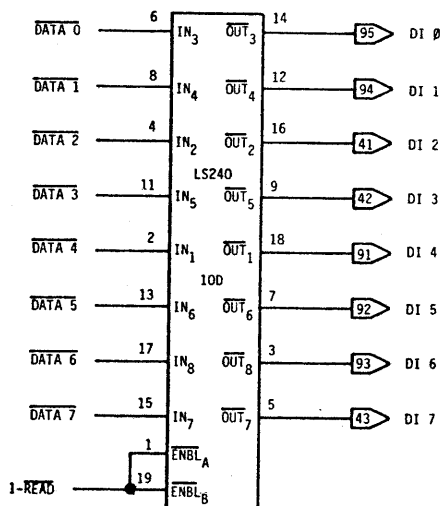 DATA 0 6 IN3 OUT3 14 95 DI 0
DATA 1 8 IN4 OUT4 12 94 DI 1
DATA 2 4 IN2 OUT2 16 41 DI 2
LS240
DATA 3 11 IN5 OUT5 9 42 DI 3
DATA 4 2 IN1 OUT1 18 91 DI 4
10D
DATA 5 13 IN6 OUT6 7 92 DI 5
DATA 6 17 IN8 OUT8 3 93 DI 6
DATA 7 15 IN7 OUT7 5 43 DI 7
1 ENBLA
1-READ 19 ENBLB